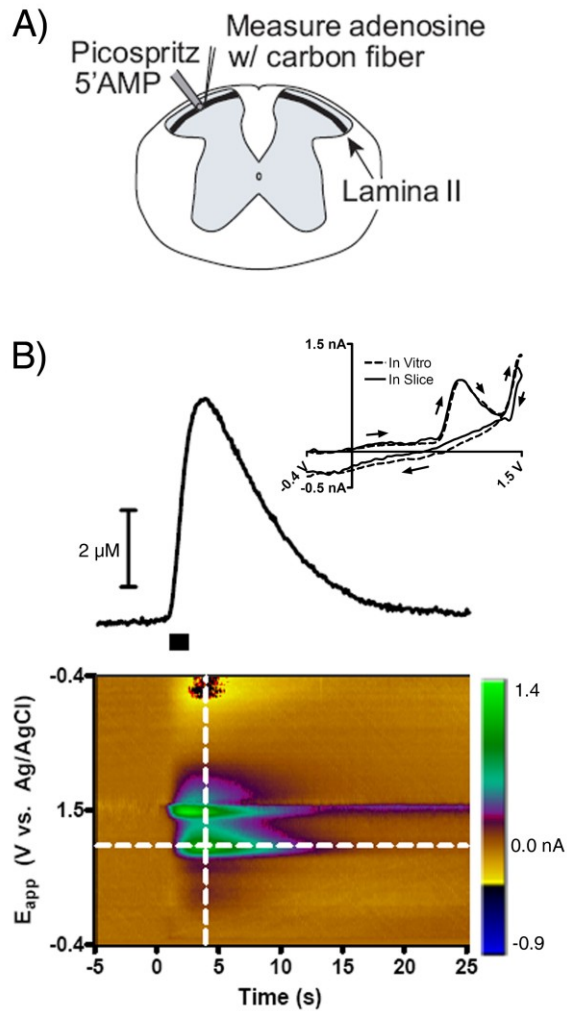 A)
Measure adenosine
w/ carbon fiber
Picospritz
5'AMP
Lamina II
B)
1.5 nA
In Vitro
In Slice
-0.4 V
-0.5 nA
1.5 V
2 µM
Eapp (V vs. Ag/AgCl)
-0.4
1.5
-0.4
1.4
0.0 nA
-0.9
-5 0 5 10 15 20 25
Time (s)